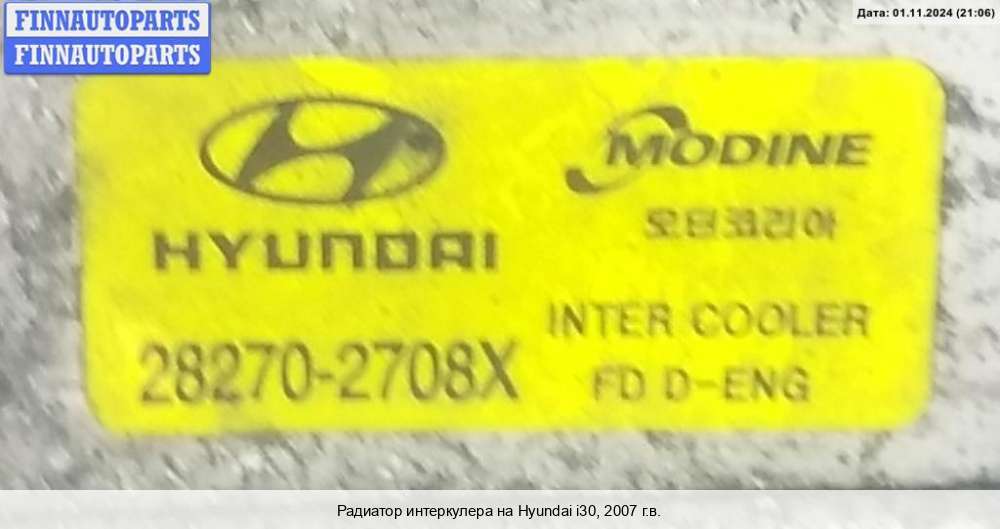 FINNAUTOPARTS
FINNAUTOPARTS
Дата: 01.11.2024 (21:06)
HYUNDAI
MODINE
모딘코리아
28270-2708X
INTER COOLER
FD D-ENG
Радиатор интеркулера на Hyundai i30, 2007 г.в.